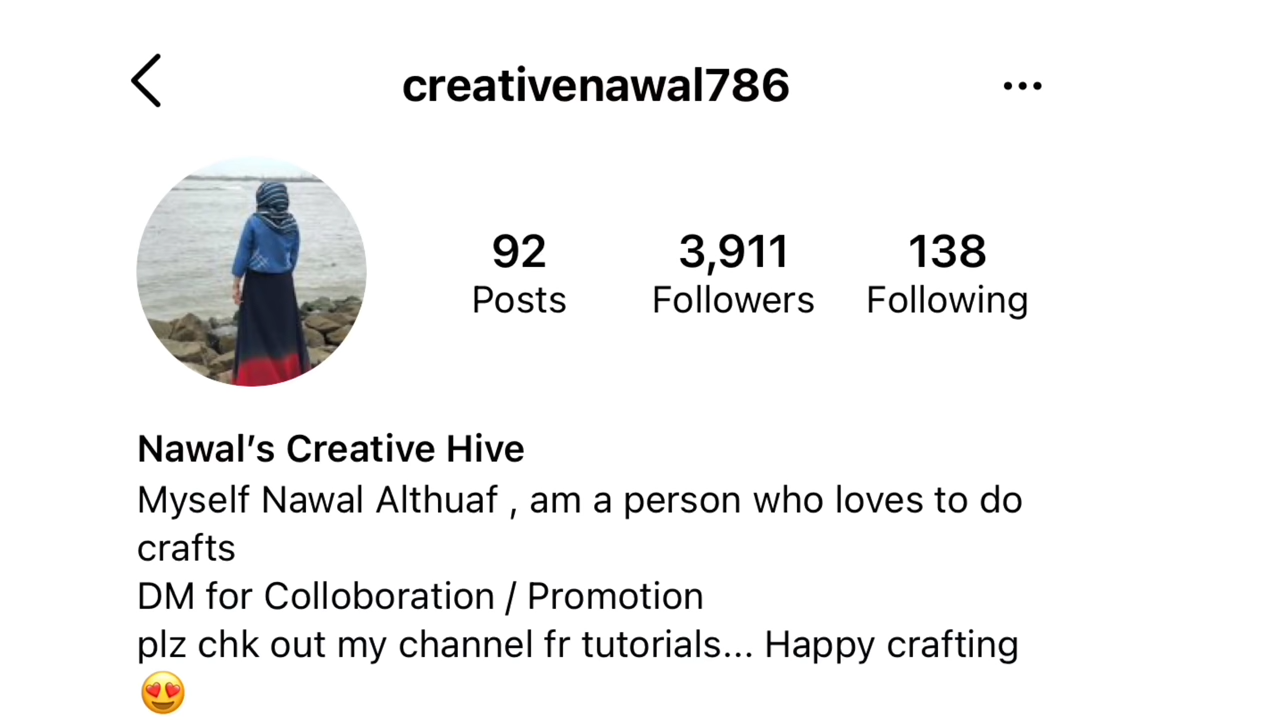 creativenawal786
92 3,911 138
Posts Followers Following
Nawal’s Creative Hive
Myself Nawal Althuaf , am a person who loves to do
crafts
DM for Colloboration / Promotion
plz chk out my channel fr tutorials... Happy crafting
😍